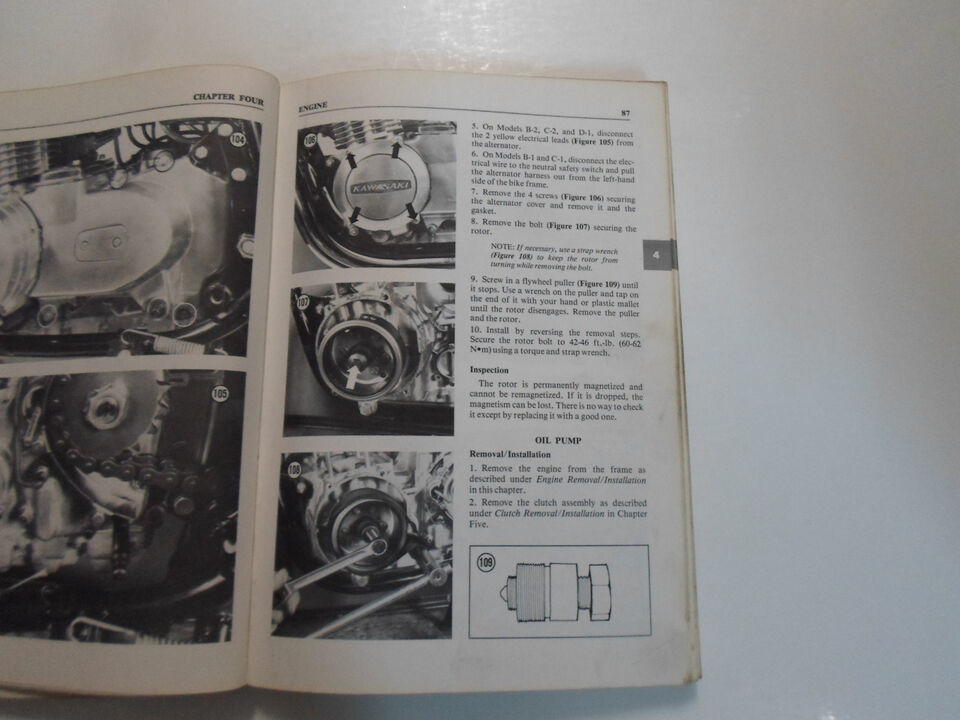 CHAPTER FOUR
104
105
ENGINE
87
106
KAWASAKI
107
108
5. On Models B-2, C-2, and D-1, disconnect
the 2 yellow electrical leads (Figure 105) from
the alternator.
6. On Models B-1 and C-1, disconnect the elec-
trical wire to the neutral safety switch and pull
the alternator harness out from the left-hand
side of the bike frame.
7. Remove the 4 screws (Figure 106) securing
the alternator cover and remove it and the
gasket.
8. Remove the bolt (Figure 107) securing the
rotor.
NOTE: If necessary, use a strap wrench
(Figure 108) to keep the rotor from
turning while removing the bolt.
9. Screw in a flywheel puller (Figure 109) until
it stops. Use a wrench on the puller and tap on
the end of it with your hand or plastic mallet
until the rotor disengages. Remove the puller
and the rotor.
10. Install by reversing the removal steps.
Secure the rotor bolt to 42-46 ft.-lb. (60-62
N•m) using a torque and strap wrench.
Inspection
The rotor is permanently magnetized and
cannot be remagnetized. If it is dropped, the
magnetism can be lost. There is no way to check
it except by replacing it with a good one.
OIL PUMP
Removal/Installation
1. Remove the engine from the frame as
described under Engine Removal/Installation
in this chapter.
2. Remove the clutch assembly as described
under Clutch Removal/Installation in Chapter
Five.
109
4